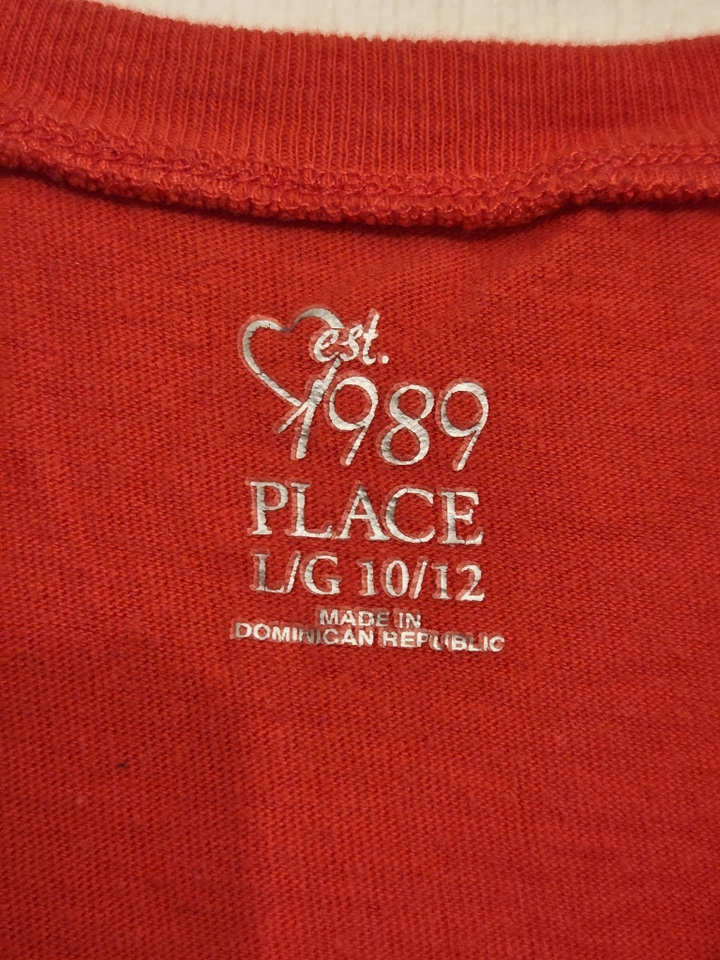 est.
1989
PLACE
L/G 10/12
MADE IN
DOMINICAN REPUBLIC